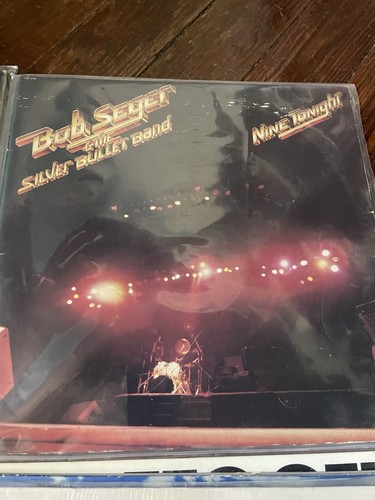 Bob Seger
& THE
SILVER BULLET BAND
NINE TONIGHT